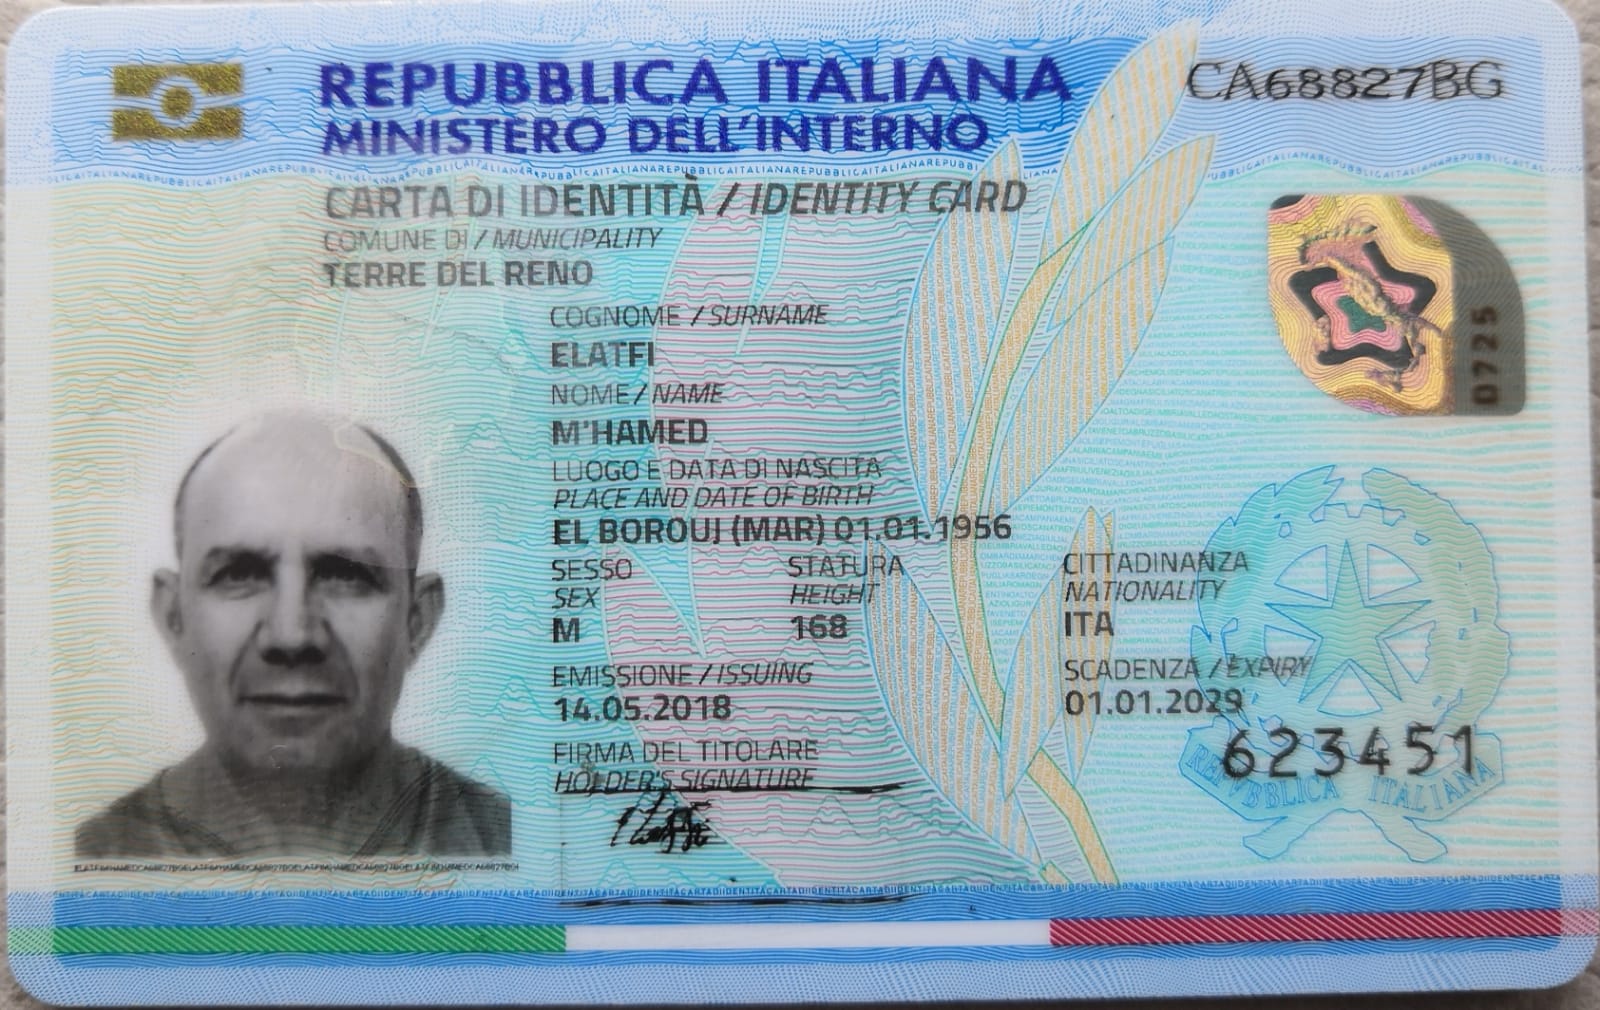 REPUBBLICA ITALIANA
CA68827BG
MINISTERO DELL'INTERNO
CARTA DI IDENTITÀ / IDENTITY CARD
COMUNE DI / MUNICIPALITY
TERRE DEL RENO
COGNOME / SURNAME
ELATFI
NOME / NAME
M'HAMED
LUOGO E DATA DI NASCITA
PLACE AND DATE OF BIRTH
EL BOROUJ (MAR) 01.01.1956
SESSO STATURA CITTADINANZA
SEX HEIGHT NATIONALITY
M 168 ITA
EMISSIONE / ISSUING SCADENZA / EXPIRY
14.05.2018 01.01.2029
623451
FIRMA DEL TITOLARE
HOLDER'S SIGNATURE
REPVBBLICA ITALIANA
0725